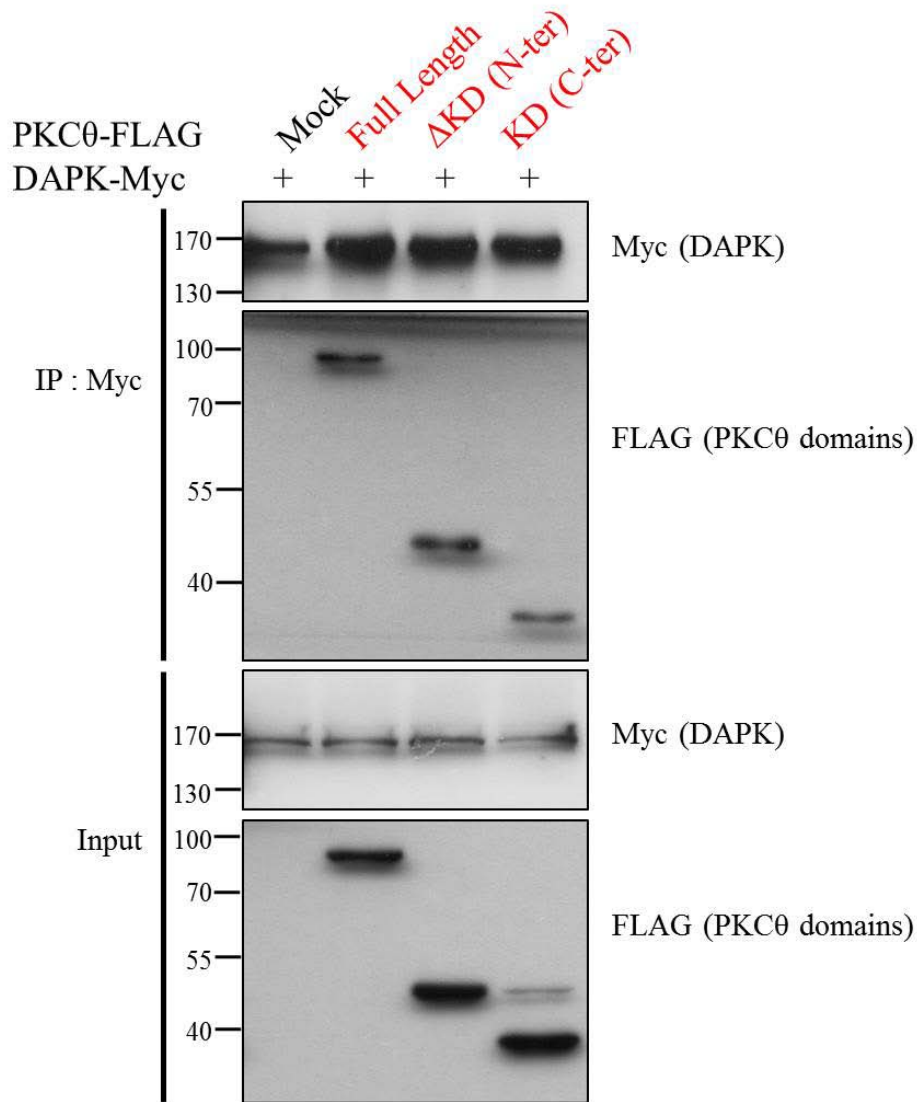 Mock
Full Length
ΔKD (N-ter)
KD (C-ter)
PKCθ-FLAG
DAPK-Myc + + + +
170
130
Myc (DAPK)
IP : Myc
100
70
55
40
FLAG (PKCθ domains)
170
130
Myc (DAPK)
Input
100
70
55
40
FLAG (PKCθ domains)